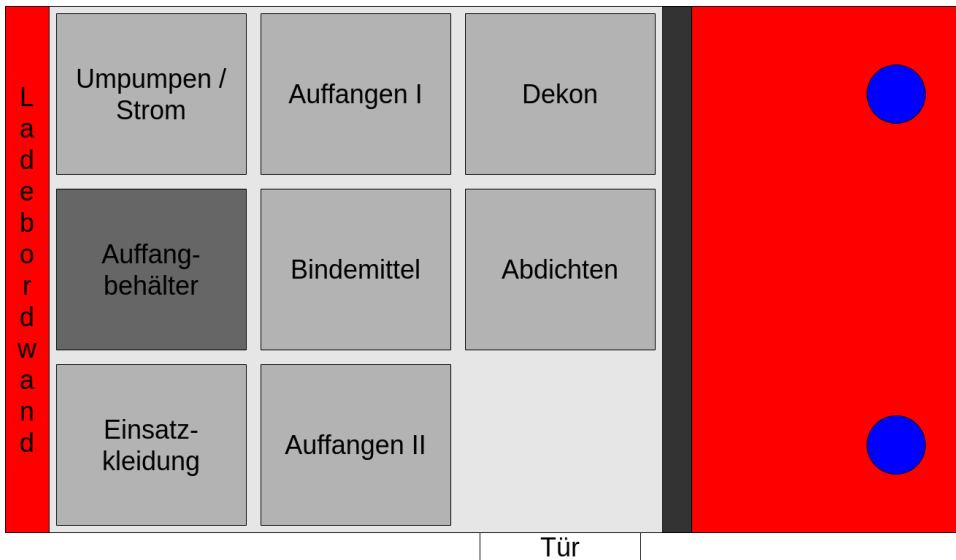 Ladebordwand
Umpumpen /
Strom
Auffangen I
Dekon
Auffang-
behälter
Bindemittel
Abdichten
Einsatz-
kleidung
Auffangen II
Tür